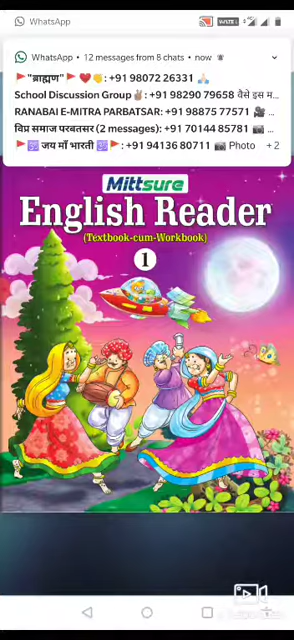 WhatsApp
WhatsApp • 12 messages from 8 chats • now
🚩"ब्राह्मण"🚩 ❤️👏: +91 98072 26331 🙏🏻
School Discussion Group✌🏽: +91 98290 79658 वैसे इस म...
RANABAI E-MITRA PARBATSAR: +91 98875 77571 🎥 ...
विप्र समाज परबतसर (2 messages): +91 70144 85781 📷 ...
🚩🕉️ जय माँ भारती 🕉️🚩: +91 94136 80711 📷 Photo +2
Mittsure
English Reader
(Textbook-cum-Workbook)
1